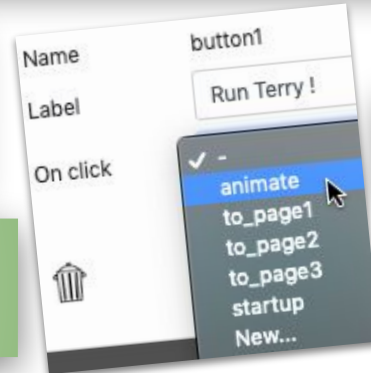 Name button1
Label Run Terry !
On click
✓ -
animate
to_page1
to_page2
to_page3
startup
New...